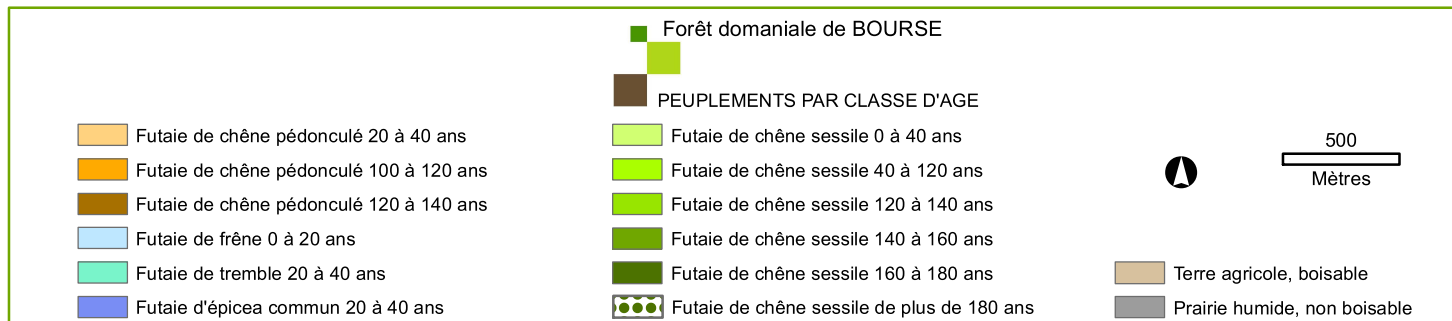 Forêt domaniale de BOURSE
PEUPLEMENTS PAR CLASSE D'AGE
Futaie de chêne pédonculé 20 à 40 ans
Futaie de chêne pédonculé 100 à 120 ans
Futaie de chêne pédonculé 120 à 140 ans
Futaie de frêne 0 à 20 ans
Futaie de tremble 20 à 40 ans
Futaie d'épicea commun 20 à 40 ans
Futaie de chêne sessile 0 à 40 ans
Futaie de chêne sessile 40 à 120 ans
Futaie de chêne sessile 120 à 140 ans
Futaie de chêne sessile 140 à 160 ans
Futaie de chêne sessile 160 à 180 ans
Futaie de chêne sessile de plus de 180 ans
500
Mètres
Terre agricole, boisable
Prairie humide, non boisable